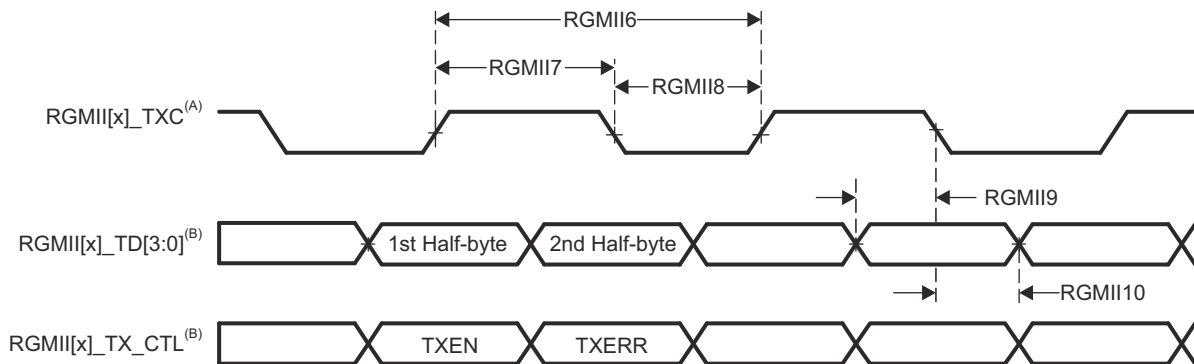 RGMII6
RGMII7
RGMII8
RGMII[x]_TXC(A)
RGMII9
RGMII[x]_TD[3:0](B) 1st Half-byte 2nd Half-byte
RGMII10
RGMII[x]_TX_CTL(B) TXEN TXERR